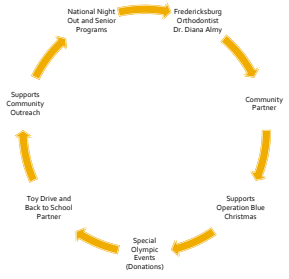 National Night
Out and Senior
Programs
Fredericksburg
Orthodontist
Dr. Diana Almy
Community
Partner
Supports
Operation Blue
Christmas
Special
Olympic
Events
(Donations)
Toy Drive and
Back to School
Partner
Supports
Community
Outreach